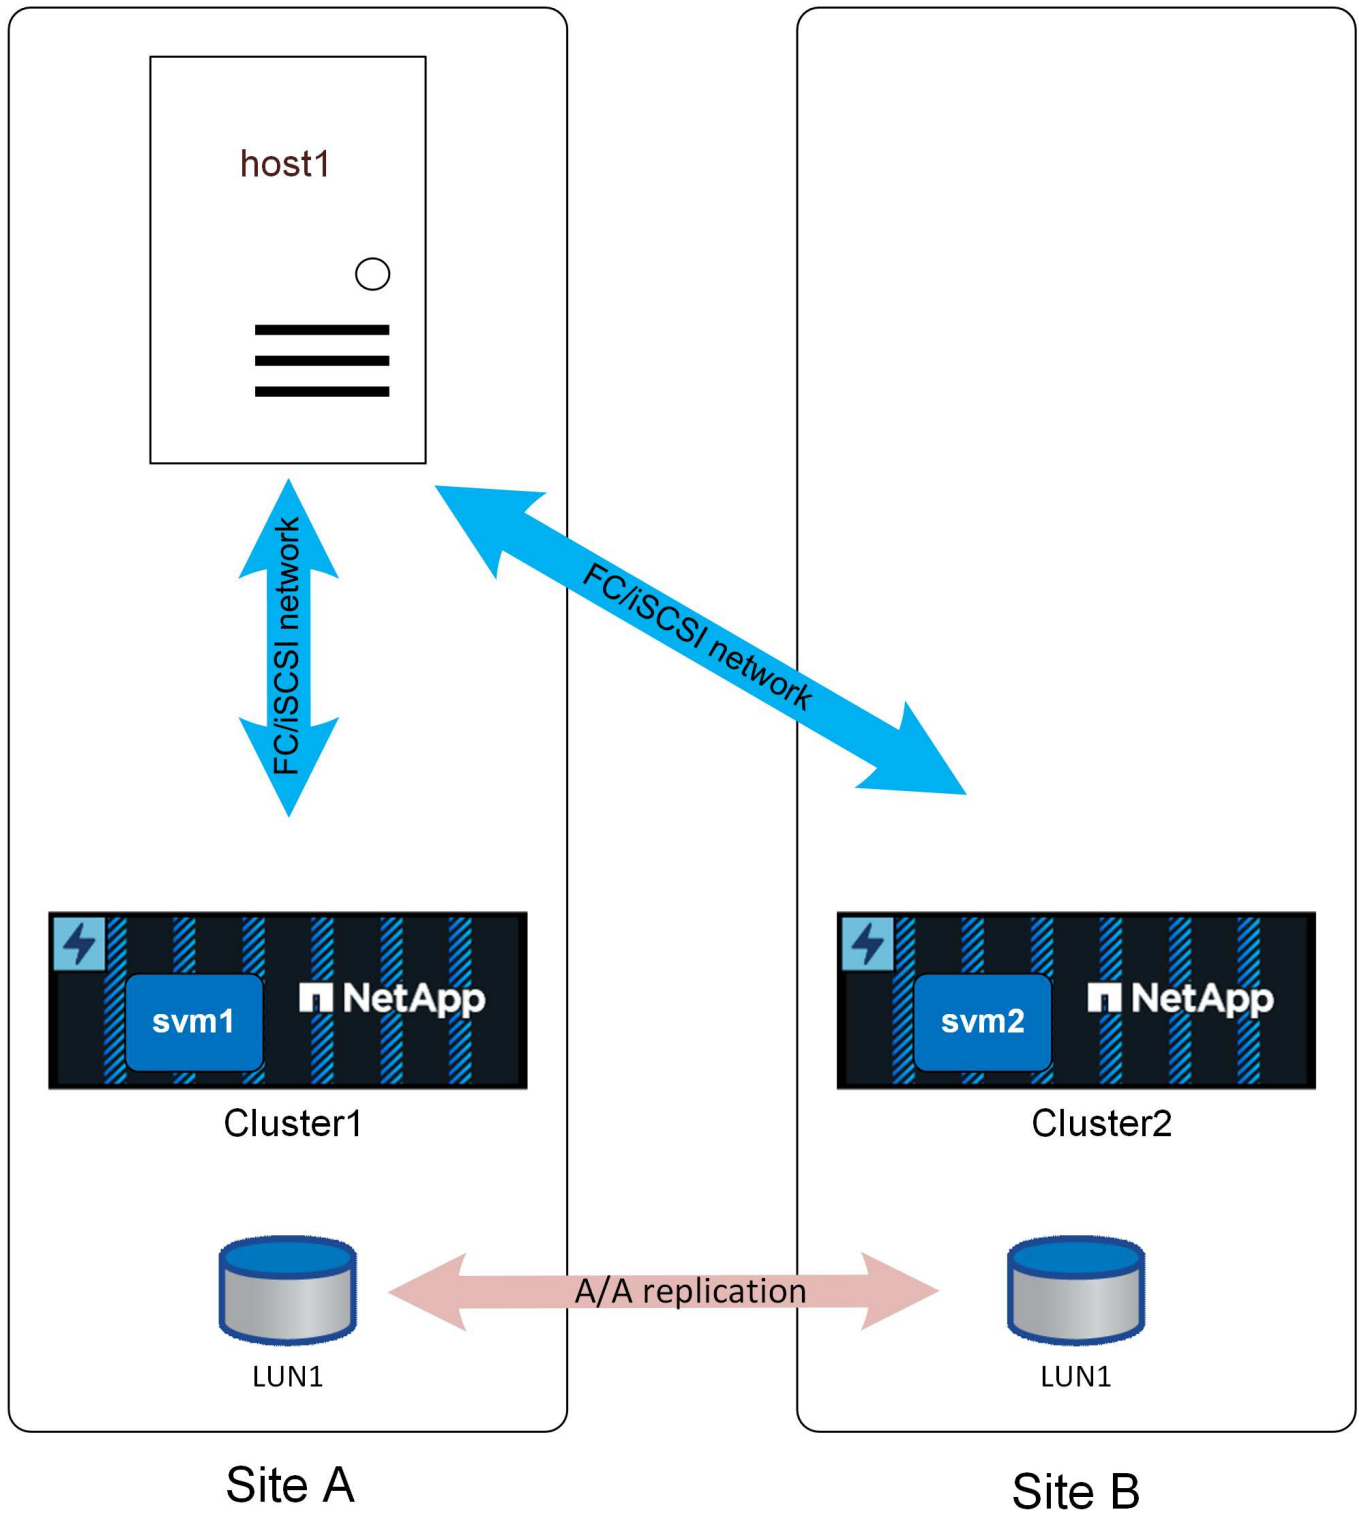 host1
FC/iSCSI network
FC/iSCSI network
svm1
NetApp
svm2
NetApp
Cluster1
Cluster2
A/A replication
LUN1
LUN1
Site A
Site B